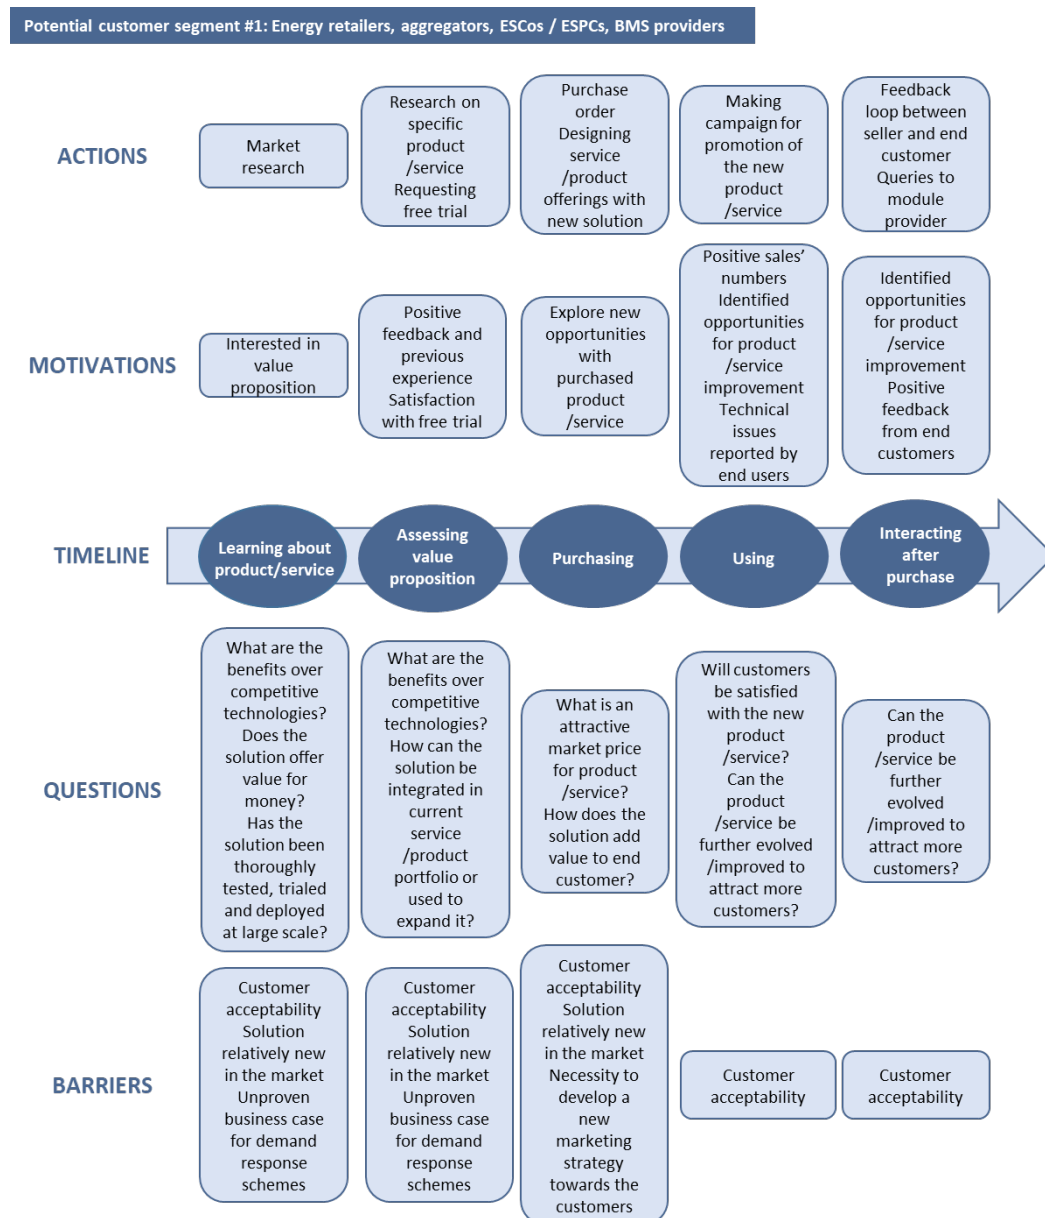 Potential customer segment #1: Energy retailers, aggregators, ESCos / ESPCs, BMS providers
ACTIONS
Market
research
Research on
specific
product
/service
Requesting
free trial
Purchase
order
Designing
service
/product
offerings with
new solution
Making
campaign for
promotion of
the new
product
/service
Feedback
loop between
seller and end
customer
Queries to
module
provider
MOTIVATIONS
Interested in
value
proposition
Positive
feedback and
previous
experience
Satisfaction
with free trial
Explore new
opportunities
with
purchased
product
/service
Positive sales’
numbers
Identified
opportunities
for product
/service
improvement
Technical
issues
reported by
end users
Identified
opportunities
for product
/service
improvement
Positive
feedback
from end
customers
TIMELINE
Learning about
product/service
Assessing
value
proposition
Purchasing
Using
Interacting
after
purchase
QUESTIONS
What are the
benefits over
competitive
technologies?
Does the
solution offer
value for
money?
Has the
solution been
thoroughly
tested, trialed
and deployed
at large scale?
What are the
benefits over
competitive
technologies?
How can the
solution be
integrated in
current
service
/product
portfolio or
used to
expand it?
What is an
attractive
market price
for product
/service?
How does the
solution add
value to end
customer?
Will customers
be satisfied
with the new
product
/service?
Can the
product
/service be
further evolved
/improved to
attract more
customers?
Can the
product
/service be
further
evolved
/improved to
attract more
customers?
BARRIERS
Customer
acceptability
Solution
relatively new
in the market
Unproven
business case
for demand
response
schemes
Customer
acceptability
Solution
relatively new
in the market
Unproven
business case
for demand
response
schemes
Customer
acceptability
Solution
relatively new
in the market
Necessity to
develop a
new
marketing
strategy
towards the
customers
Customer
acceptability
Customer
acceptability